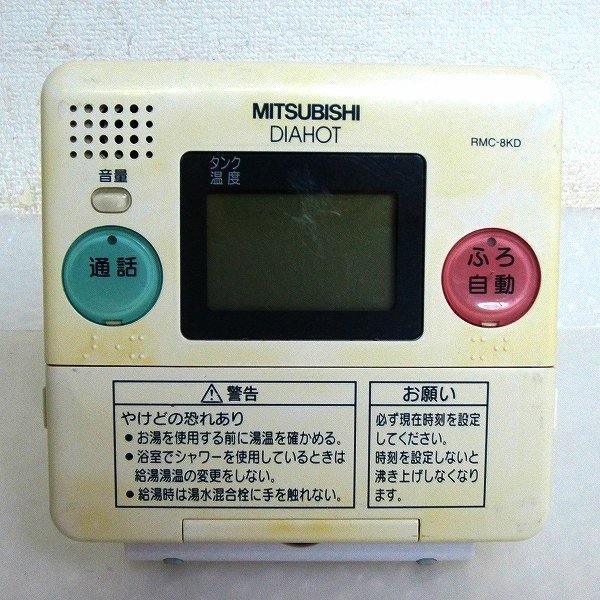 MITSUBISHI
DIAHOT
RMC-8KD
音量
タンク
温度
通話
ふろ
自動
⚠警告
やけどの恐れあり
●お湯を使用する前に湯温を確かめる。
●浴室でシャワーを使用しているときは
給湯湯温の変更をしない。
●給湯時は湯水混合栓に手を触れない。
お願い
必ず現在時刻を設定
してください。
時刻を設定しないと
沸き上げしなくなり
ます。